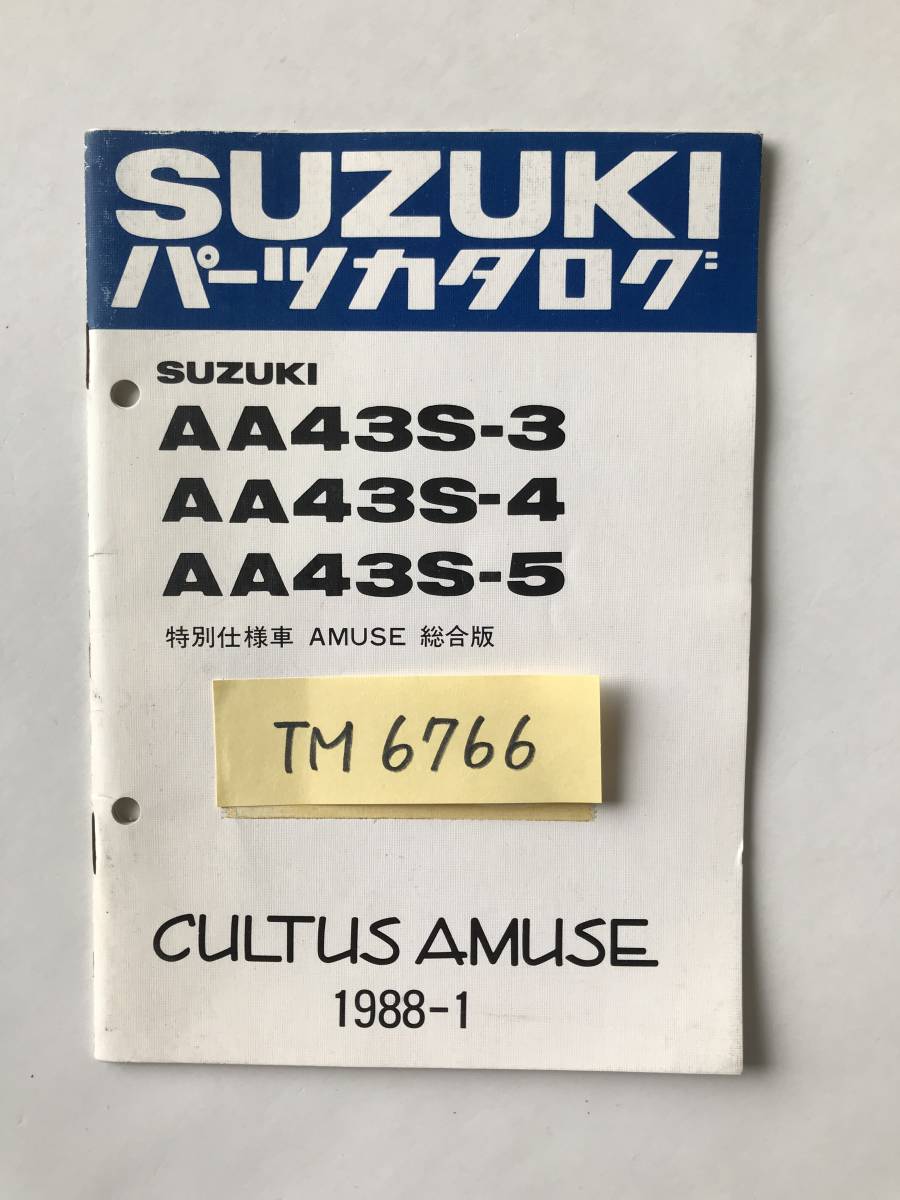 SUZUKI
パーツカタログ
SUZUKI
AA43S-3
AA43S-4
AA43S-5
特別仕様車 AMUSE 総合版
TM 6766
CULTUS AMUSE
1988-1